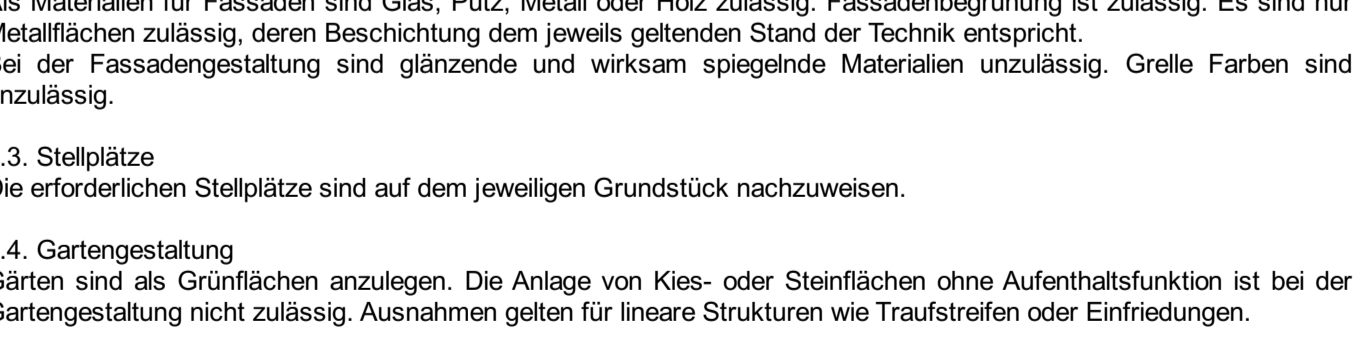 Als Materialien für Fassaden sind Glas, Putz, Metall oder Holz zulässig. Fassadenbegrünung ist zulässig. Es sind nur
Metallflächen zulässig, deren Beschichtung dem jeweils geltenden Stand der Technik entspricht.
Bei der Fassadengestaltung sind glänzende und wirksam spiegelnde Materialien unzulässig. Grelle Farben sind
unzulässig.
.3. Stellplätze
Die erforderlichen Stellplätze sind auf dem jeweiligen Grundstück nachzuweisen.
.4. Gartengestaltung
Gärten sind als Grünflächen anzulegen. Die Anlage von Kies- oder Steinflächen ohne Aufenthaltsfunktion ist bei der
Gartengestaltung nicht zulässig. Ausnahmen gelten für lineare Strukturen wie Traufstreifen oder Einfriedungen.